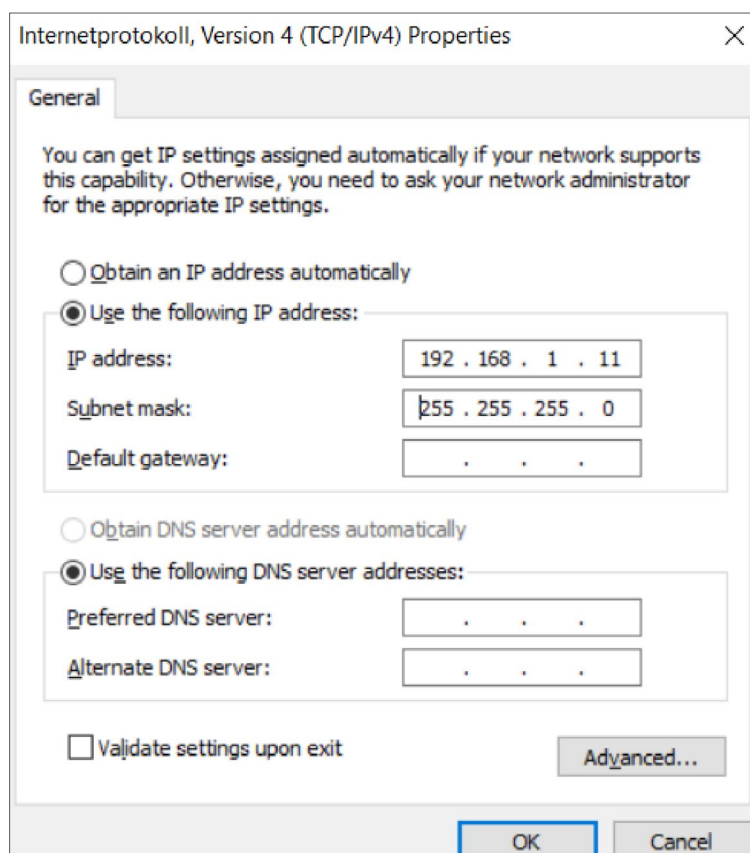 Internetprotokoll, Version 4 (TCP/IPv4) Properties
General
You can get IP settings assigned automatically if your network supports
this capability. Otherwise, you need to ask your network administrator
for the appropriate IP settings.
Obtain an IP address automatically
Use the following IP address:
IP address: 192 . 168 . 1 . 11
Subnet mask: 255 . 255 . 255 . 0
Default gateway: . . .
Obtain DNS server address automatically
Use the following DNS server addresses:
Preferred DNS server: . . .
Alternate DNS server: . . .
Validate settings upon exit
Advanced...
OK Cancel